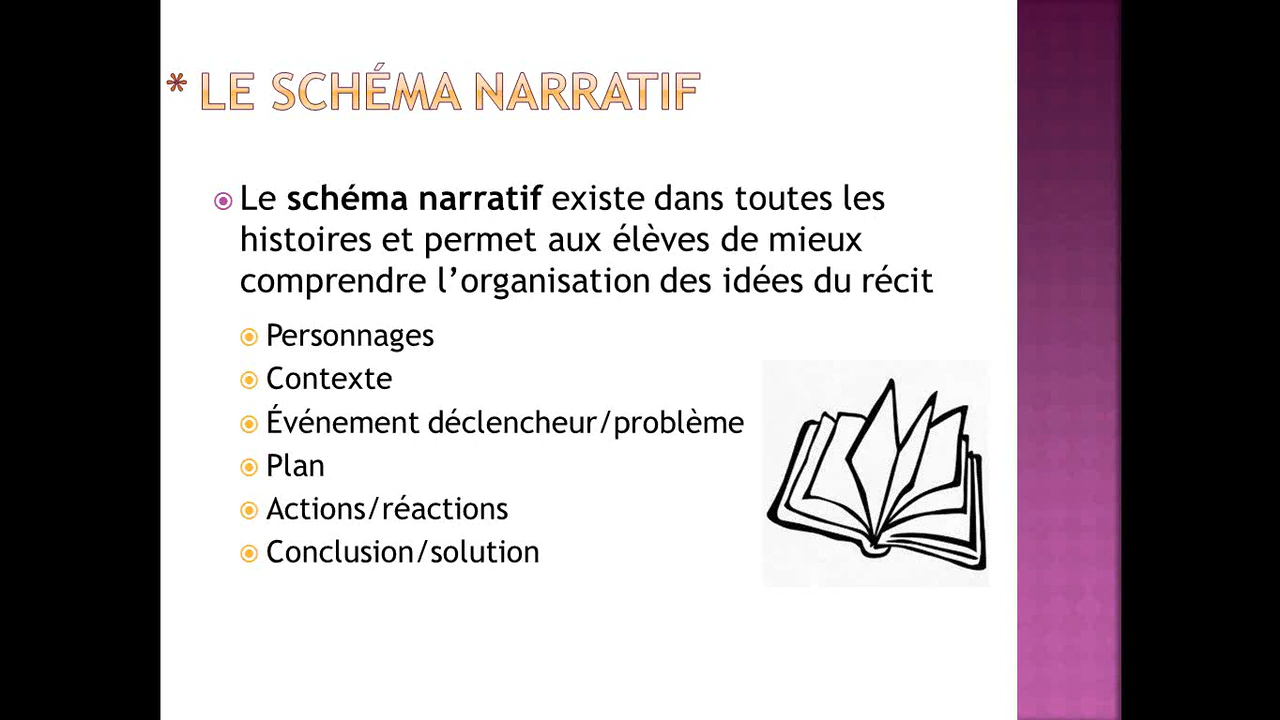 * LE SCHÉMA NARRATIF
Le schéma narratif existe dans toutes les
histoires et permet aux élèves de mieux
comprendre l’organisation des idées du récit
Personnages
Contexte
Événement déclencheur/problème
Plan
Actions/réactions
Conclusion/solution